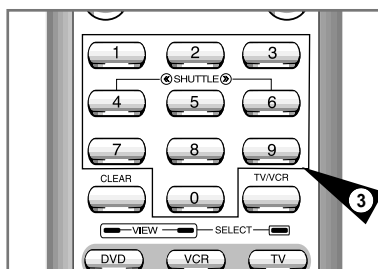 1 2 3
SHUTTLE
4 5 6
7 8 9
CLEAR 0 TV/VCR
3
VIEW SELECT
DVD VCR TV